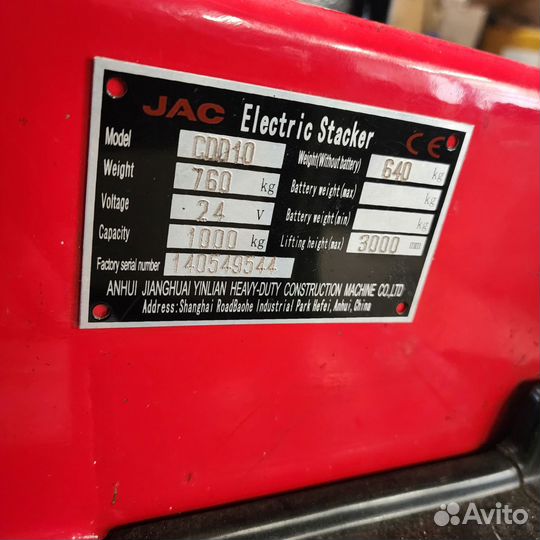 JAC Electric Stacker CE
Model CDD10 Weight(Without battery) 640 kg
Weight 760 kg Battery weight(max) kg
Voltage 24 V Battery weight(min) kg
Capacity 1000 kg Lifting height(max) 3000 mm
Factory serial number 140549544
ANHUI JIANGHUAI YINLIAN HEAVY-DUTY CONSTRUCTION MACHINE CO.,LTD
Address:Shanghai RoadBaohe Industrial Park Hefei, Anhui, China
Avito